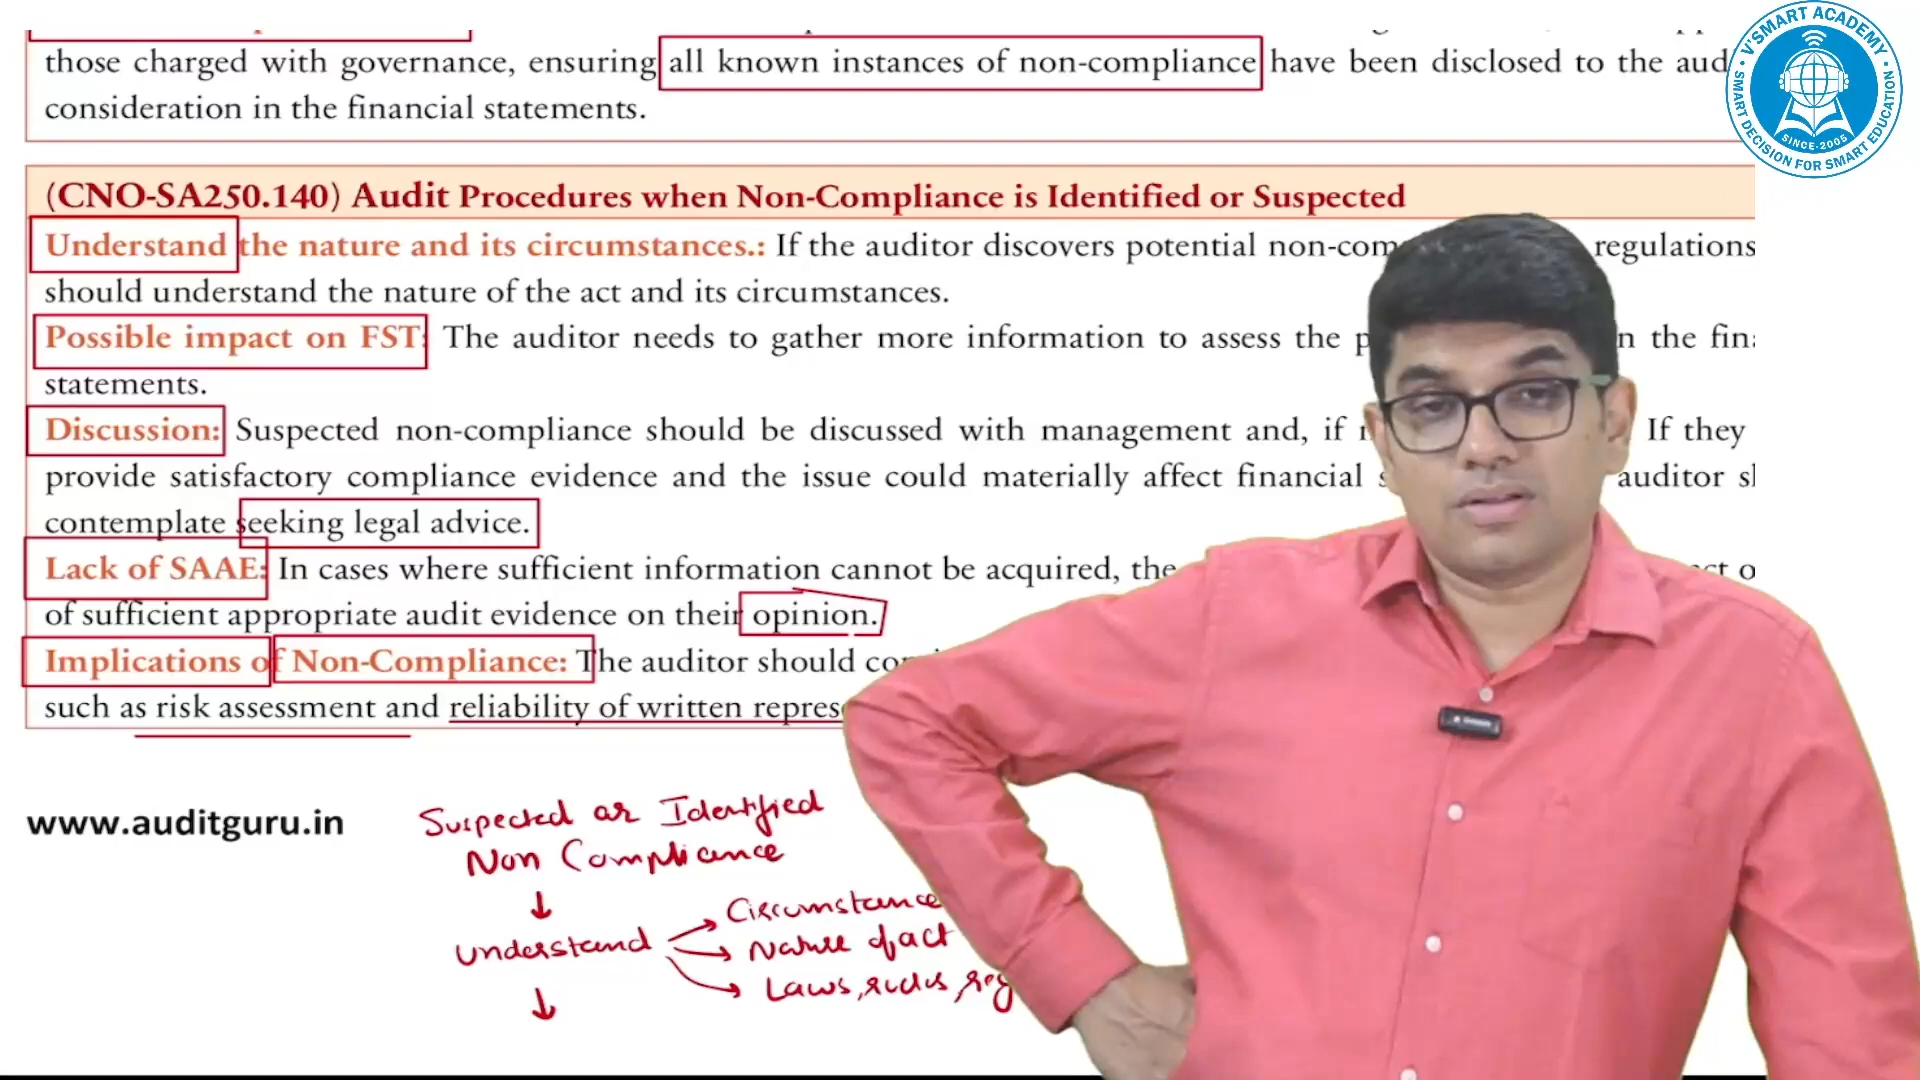 those charged with governance, ensuring all known instances of non-compliance have been disclosed to the
consideration in the financial statements.
(CNO-SA250.140) Audit Procedures when Non-Compliance is Identified or Suspected
Understand the nature and its circumstances.: If the auditor discovers potential regulations
should understand the nature of the act and its circumstances.
Possible impact on FST: The auditor needs to gather more information to assess the n the
statements.
Discussion: Suspected non-compliance should be discussed with management and, if If they
provide satisfactory compliance evidence and the issue could materially affect financial auditor
contemplate seeking legal advice.
Lack of SAAE: In cases where sufficient information cannot be acquired, the
of sufficient appropriate audit evidence on their opinion.
Implications of Non-Compliance: The auditor should
such as risk assessment and reliability of written
www.auditguru.in
Suspected or Identified
Non Compliance
Understand
Circumstance
Nature of act
Laws, rules, reg
V'SMART ACADEMY
SMART DECISION FOR SMART EDUCATION
SINCE-2005